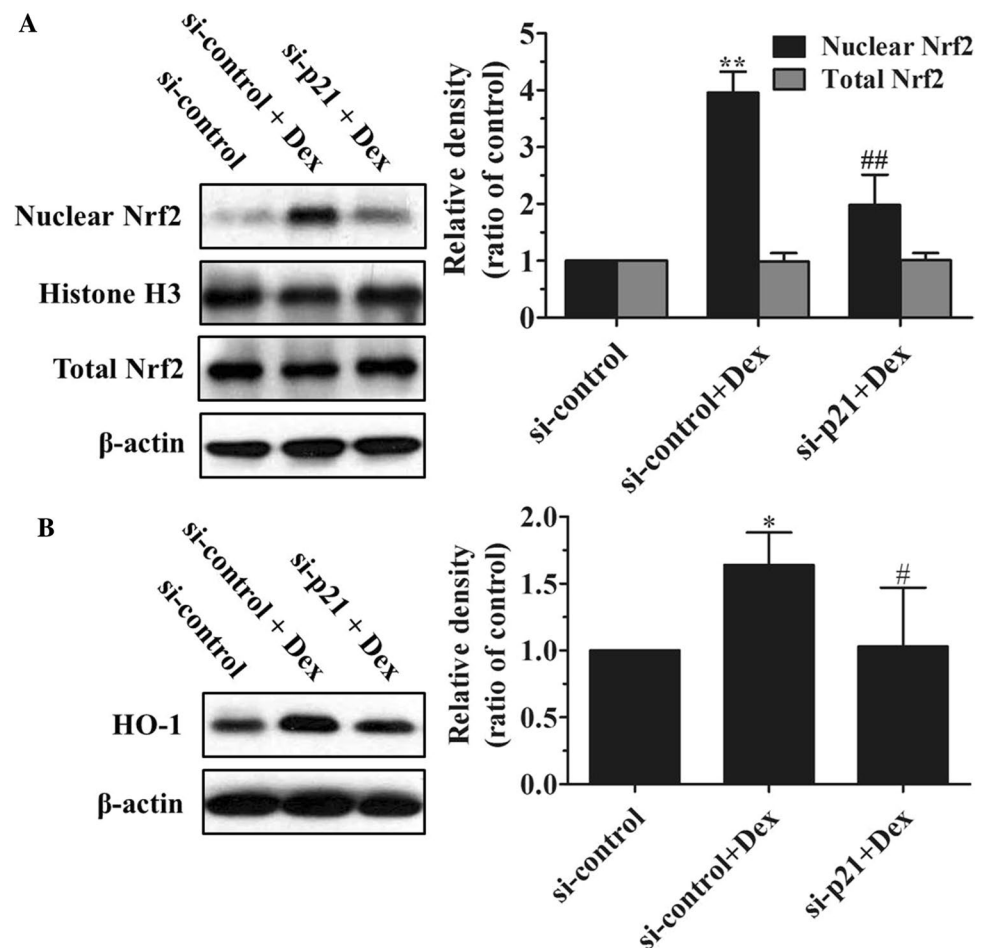 A
si-control
si-control + Dex
si-p21 + Dex
Nuclear Nrf2
Histone H3
Total Nrf2
β-actin
Relative density
(ratio of control)
5
4
3
2
1
0
**
##
Nuclear Nrf2
Total Nrf2
si-control
si-control+Dex
si-p21+Dex
B
si-control
si-control + Dex
si-p21 + Dex
HO-1
β-actin
Relative density
(ratio of control)
2.0
1.5
1.0
0.5
0.0
*
#
si-control
si-control+Dex
si-p21+Dex